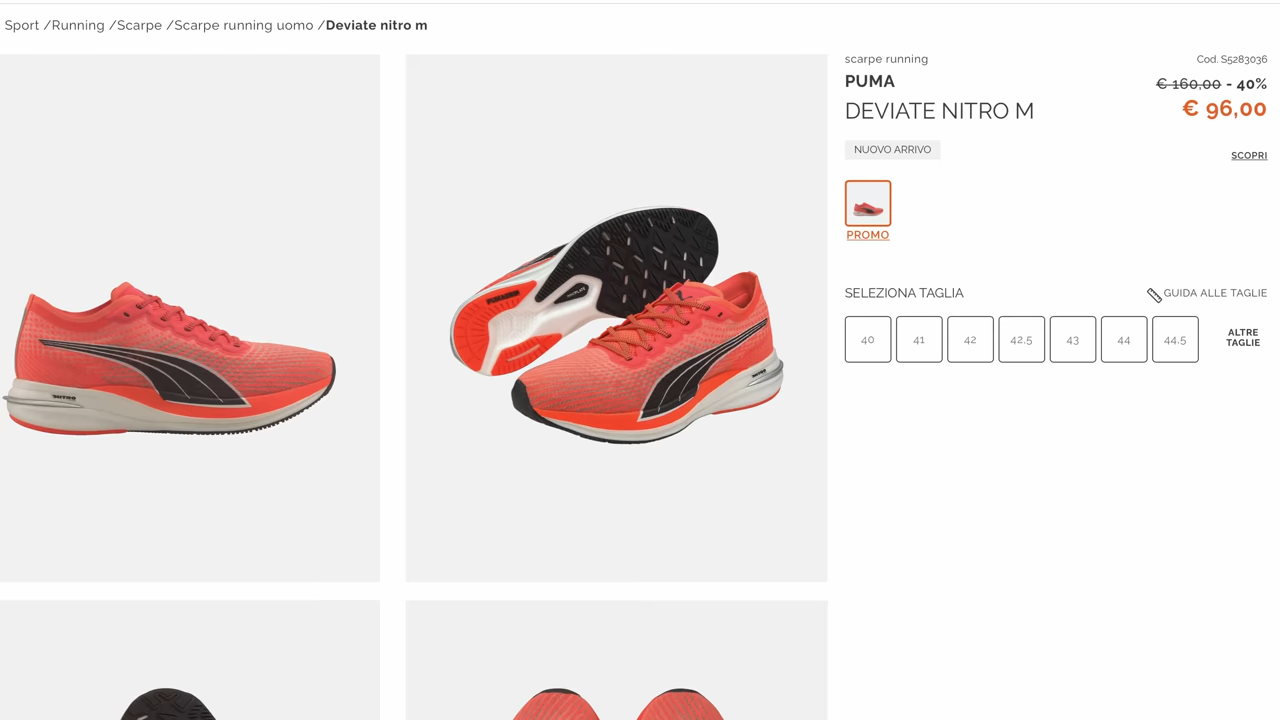 Sport /Running /Scarpe /Scarpe running uomo /Deviate nitro m
scarpe running
Cod. S5283036
PUMA
€ 160,00 - 40%
DEVIATE NITRO M
€ 96,00
NUOVO ARRIVO
SCOPRI
PROMO
SELEZIONA TAGLIA
GUIDA ALLE TAGLIE
40 41 42 42,5 43 44 44,5
ALTRE
TAGLIE
NITRO
NITRO